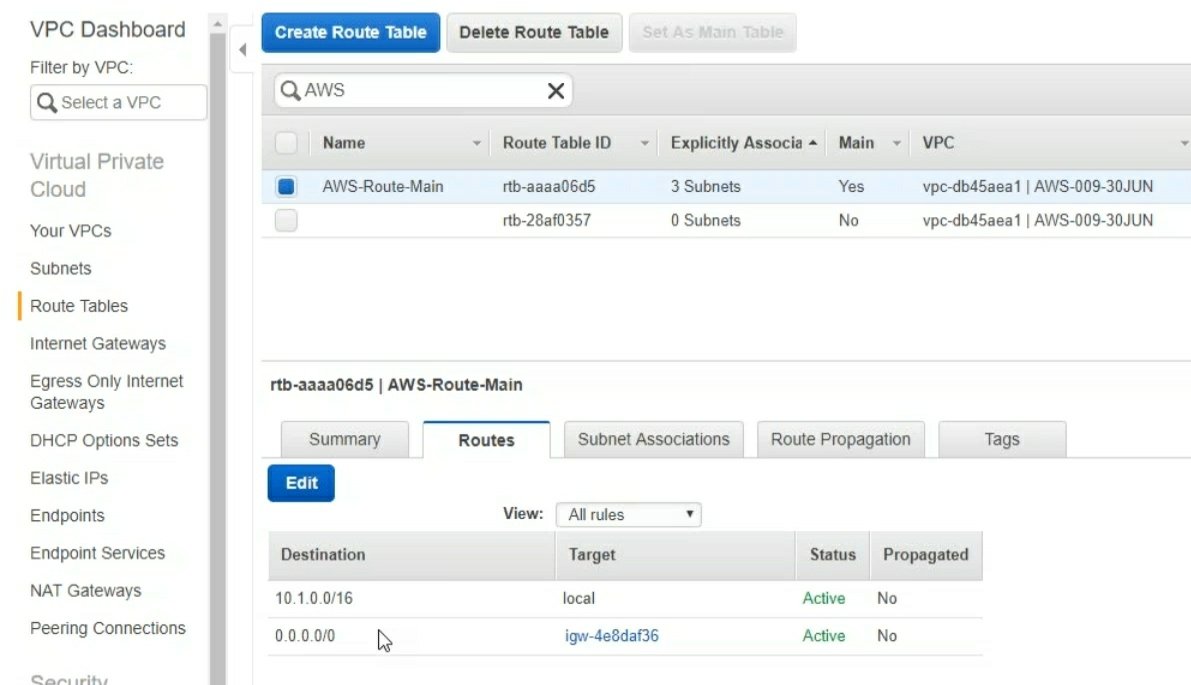 VPC Dashboard
Filter by VPC:
Select a VPC
Virtual Private
Cloud
Your VPCs
Subnets
Route Tables
Internet Gateways
Egress Only Internet
Gateways
DHCP Options Sets
Elastic IPs
Endpoints
Endpoint Services
NAT Gateways
Peering Connections
Security
Create Route Table Delete Route Table Set As Main Table
AWS
Name Route Table ID Explicitly Associa Main VPC
AWS-Route-Main rtb-aaaa06d5 3 Subnets Yes vpc-db45aea1 | AWS-009-30JUN
rtb-28af0357 0 Subnets No vpc-db45aea1 | AWS-009-30JUN
rtb-aaaa06d5 | AWS-Route-Main
Summary Routes Subnet Associations Route Propagation Tags
Edit
View: All rules
Destination Target Status Propagated
10.1.0.0/16 local Active No
0.0.0.0/0 igw-4e8daf36 Active No